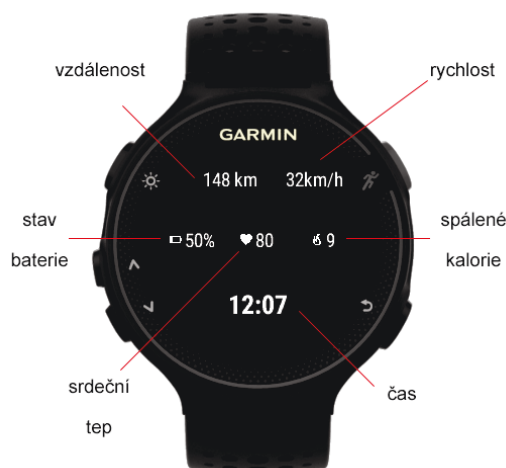 vzdálenost
rychlost
GARMIN
148 km
32km/h
stav
baterie
50%
80
9
spálené
kalorie
12:07
srdeční
tep
čas